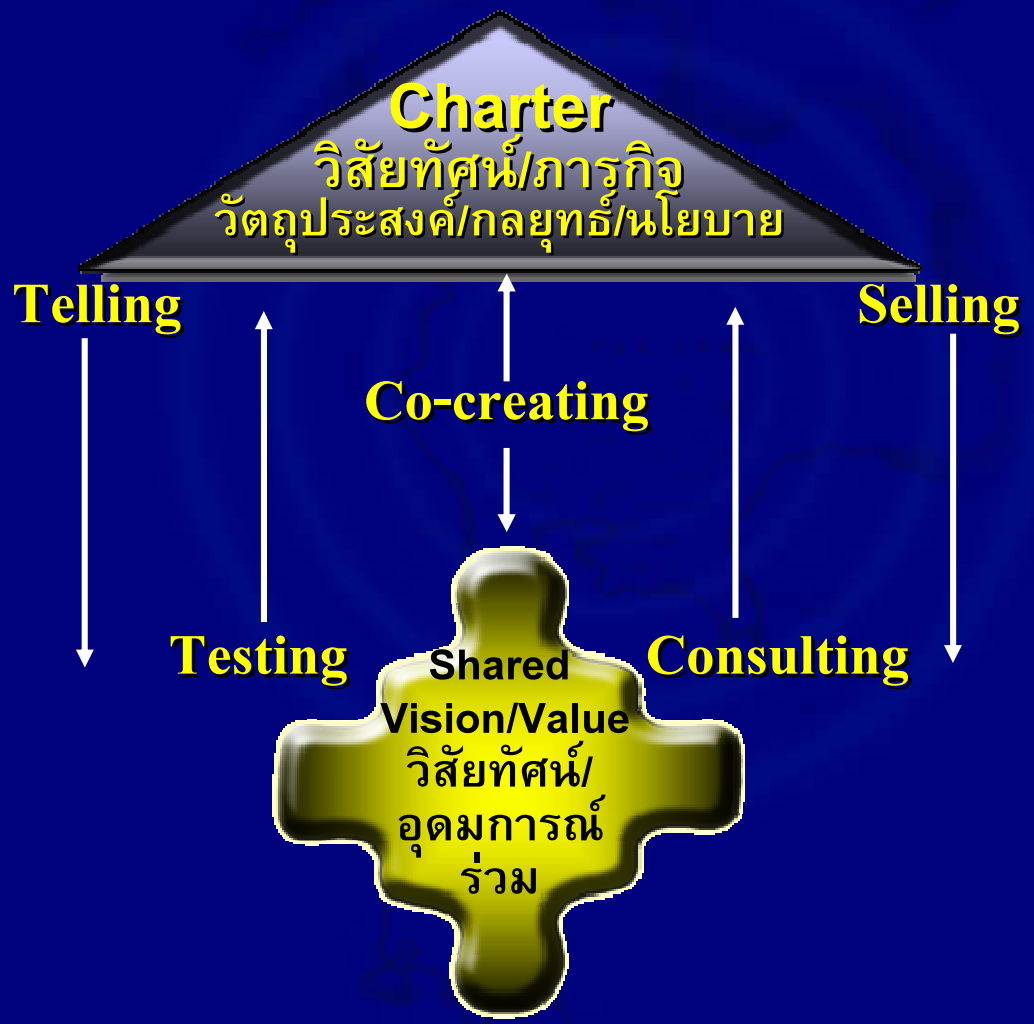 Charter
วิสัยทัศน์/ภารกิจ
วัตถุประสงค์/กลยุทธ์/นโยบาย
Telling
Selling
Co-creating
Testing
Consulting
Shared
Vision/Value
วิสัยทัศน์/
อุดมการณ์
ร่วม